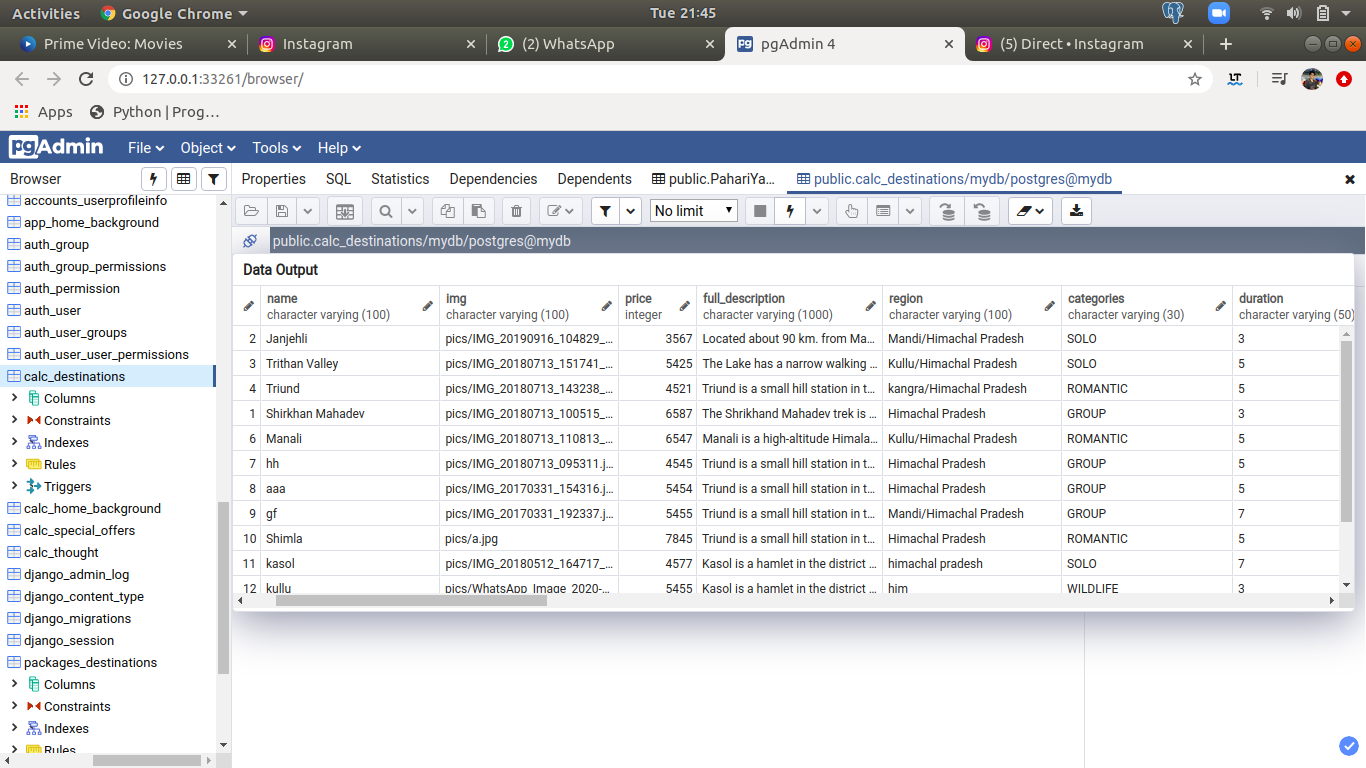 Activities Google Chrome Tue 21:45
Prime Video: Movies Instagram (2) WhatsApp pgAdmin 4 (5) Direct • Instagram
127.0.0.1:33261/browser/
Apps Python | Prog…
pgAdmin File Object Tools Help
Browser Properties SQL Statistics Dependencies Dependents public.PahariYa... public.calc_destinations/mydb/postgres@mydb
No limit
public.calc_destinations/mydb/postgres@mydb
accounts_userprofileinfo
app_home_background
auth_group
auth_group_permissions
auth_permission
auth_user
auth_user_groups
auth_user_user_permissions
calc_destinations
Columns
Constraints
Indexes
Rules
Triggers
calc_home_background
calc_special_offers
calc_thought
django_admin_log
django_content_type
django_migrations
django_session
packages_destinations
Columns
Constraints
Indexes
Rules
Data Output
name img price full_description region categories duration
character varying (100) character varying (100) integer character varying (1000) character varying (100) character varying (30) character varying (50)
2 Janjehli pics/IMG_20190916_104829_... 3567 Located about 90 km. from Ma... Mandi/Himachal Pradesh SOLO 3
3 Trithan Valley pics/IMG_20180713_151741_... 5425 The Lake has a narrow walking ... Kullu/Himachal Pradesh SOLO 5
4 Triund pics/IMG_20180713_143238_... 4521 Triund is a small hill station in t... kangra/Himachal Pradesh ROMANTIC 5
1 Shirkhan Mahadev pics/IMG_20180713_100515_... 6587 The Shrikhand Mahadev trek is ... Himachal Pradesh GROUP 3
6 Manali pics/IMG_20180713_110813_... 6547 Manali is a high-altitude Himala... Kullu/Himachal Pradesh ROMANTIC 5
7 hh pics/IMG_20180713_095311.j... 4545 Triund is a small hill station in t... Himachal Pradesh GROUP 5
8 aaa pics/IMG_20170331_154316.j... 5454 Triund is a small hill station in t... Himachal Pradesh GROUP 5
9 gf pics/IMG_20170331_192337.j... 5455 Triund is a small hill station in t... Mandi/Himachal Pradesh GROUP 7
10 Shimla pics/a.jpg 7845 Triund is a small hill station in t... Himachal Pradesh ROMANTIC 5
11 kasol pics/IMG_20180512_164717_... 4577 Kasol is a hamlet in the district ... himachal pradesh SOLO 7
12 kullu pics/WhatsApp_Image_2020-... 5455 Kasol is a hamlet in the district ... him WILDLIFE 3